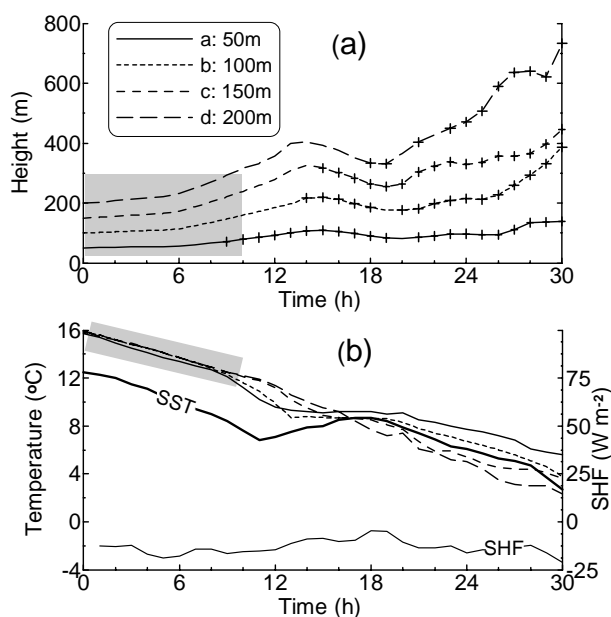 800
600
400
200
0
Height (m)
a: 50m
b: 100m
c: 150m
d: 200m
(a)
0 6 12 18 24 30
Time (h)
16
12
8
4
0
-4
Temperature (ºC)
(b)
SST
SHF
75
50
25
0
-25
SHF (W m⁻²)
0 6 12 18 24 30
Time (h)